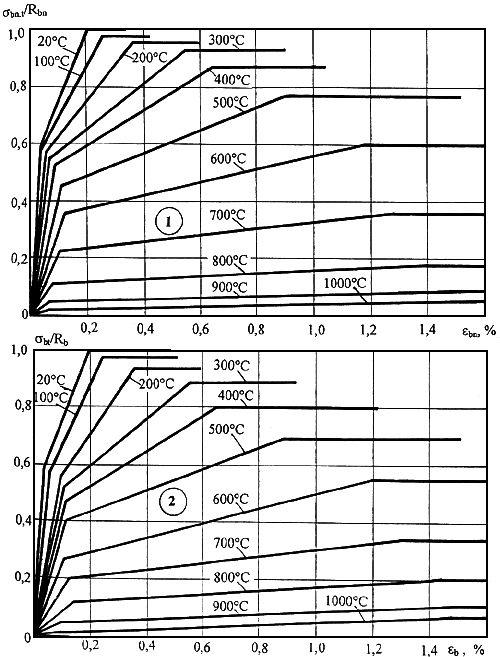 σbn,t/Rbn
1,0
20°C
100°C
200°C
300°C
400°C
0,8
500°C
0,6
600°C
0,4
1
700°C
0,2
800°C
900°C
1000°C
0
0,2 0,4 0,6 0,8 1,0 1,2 1,4 εbn, %
σbt/Rb
1,0
20°C
100°C
200°C
300°C
400°C
0,8
500°C
0,6
600°C
0,4
2
700°C
0,2
800°C
900°C
1000°C
0
0,2 0,4 0,6 0,8 1,0 1,2 1,4 εb, %